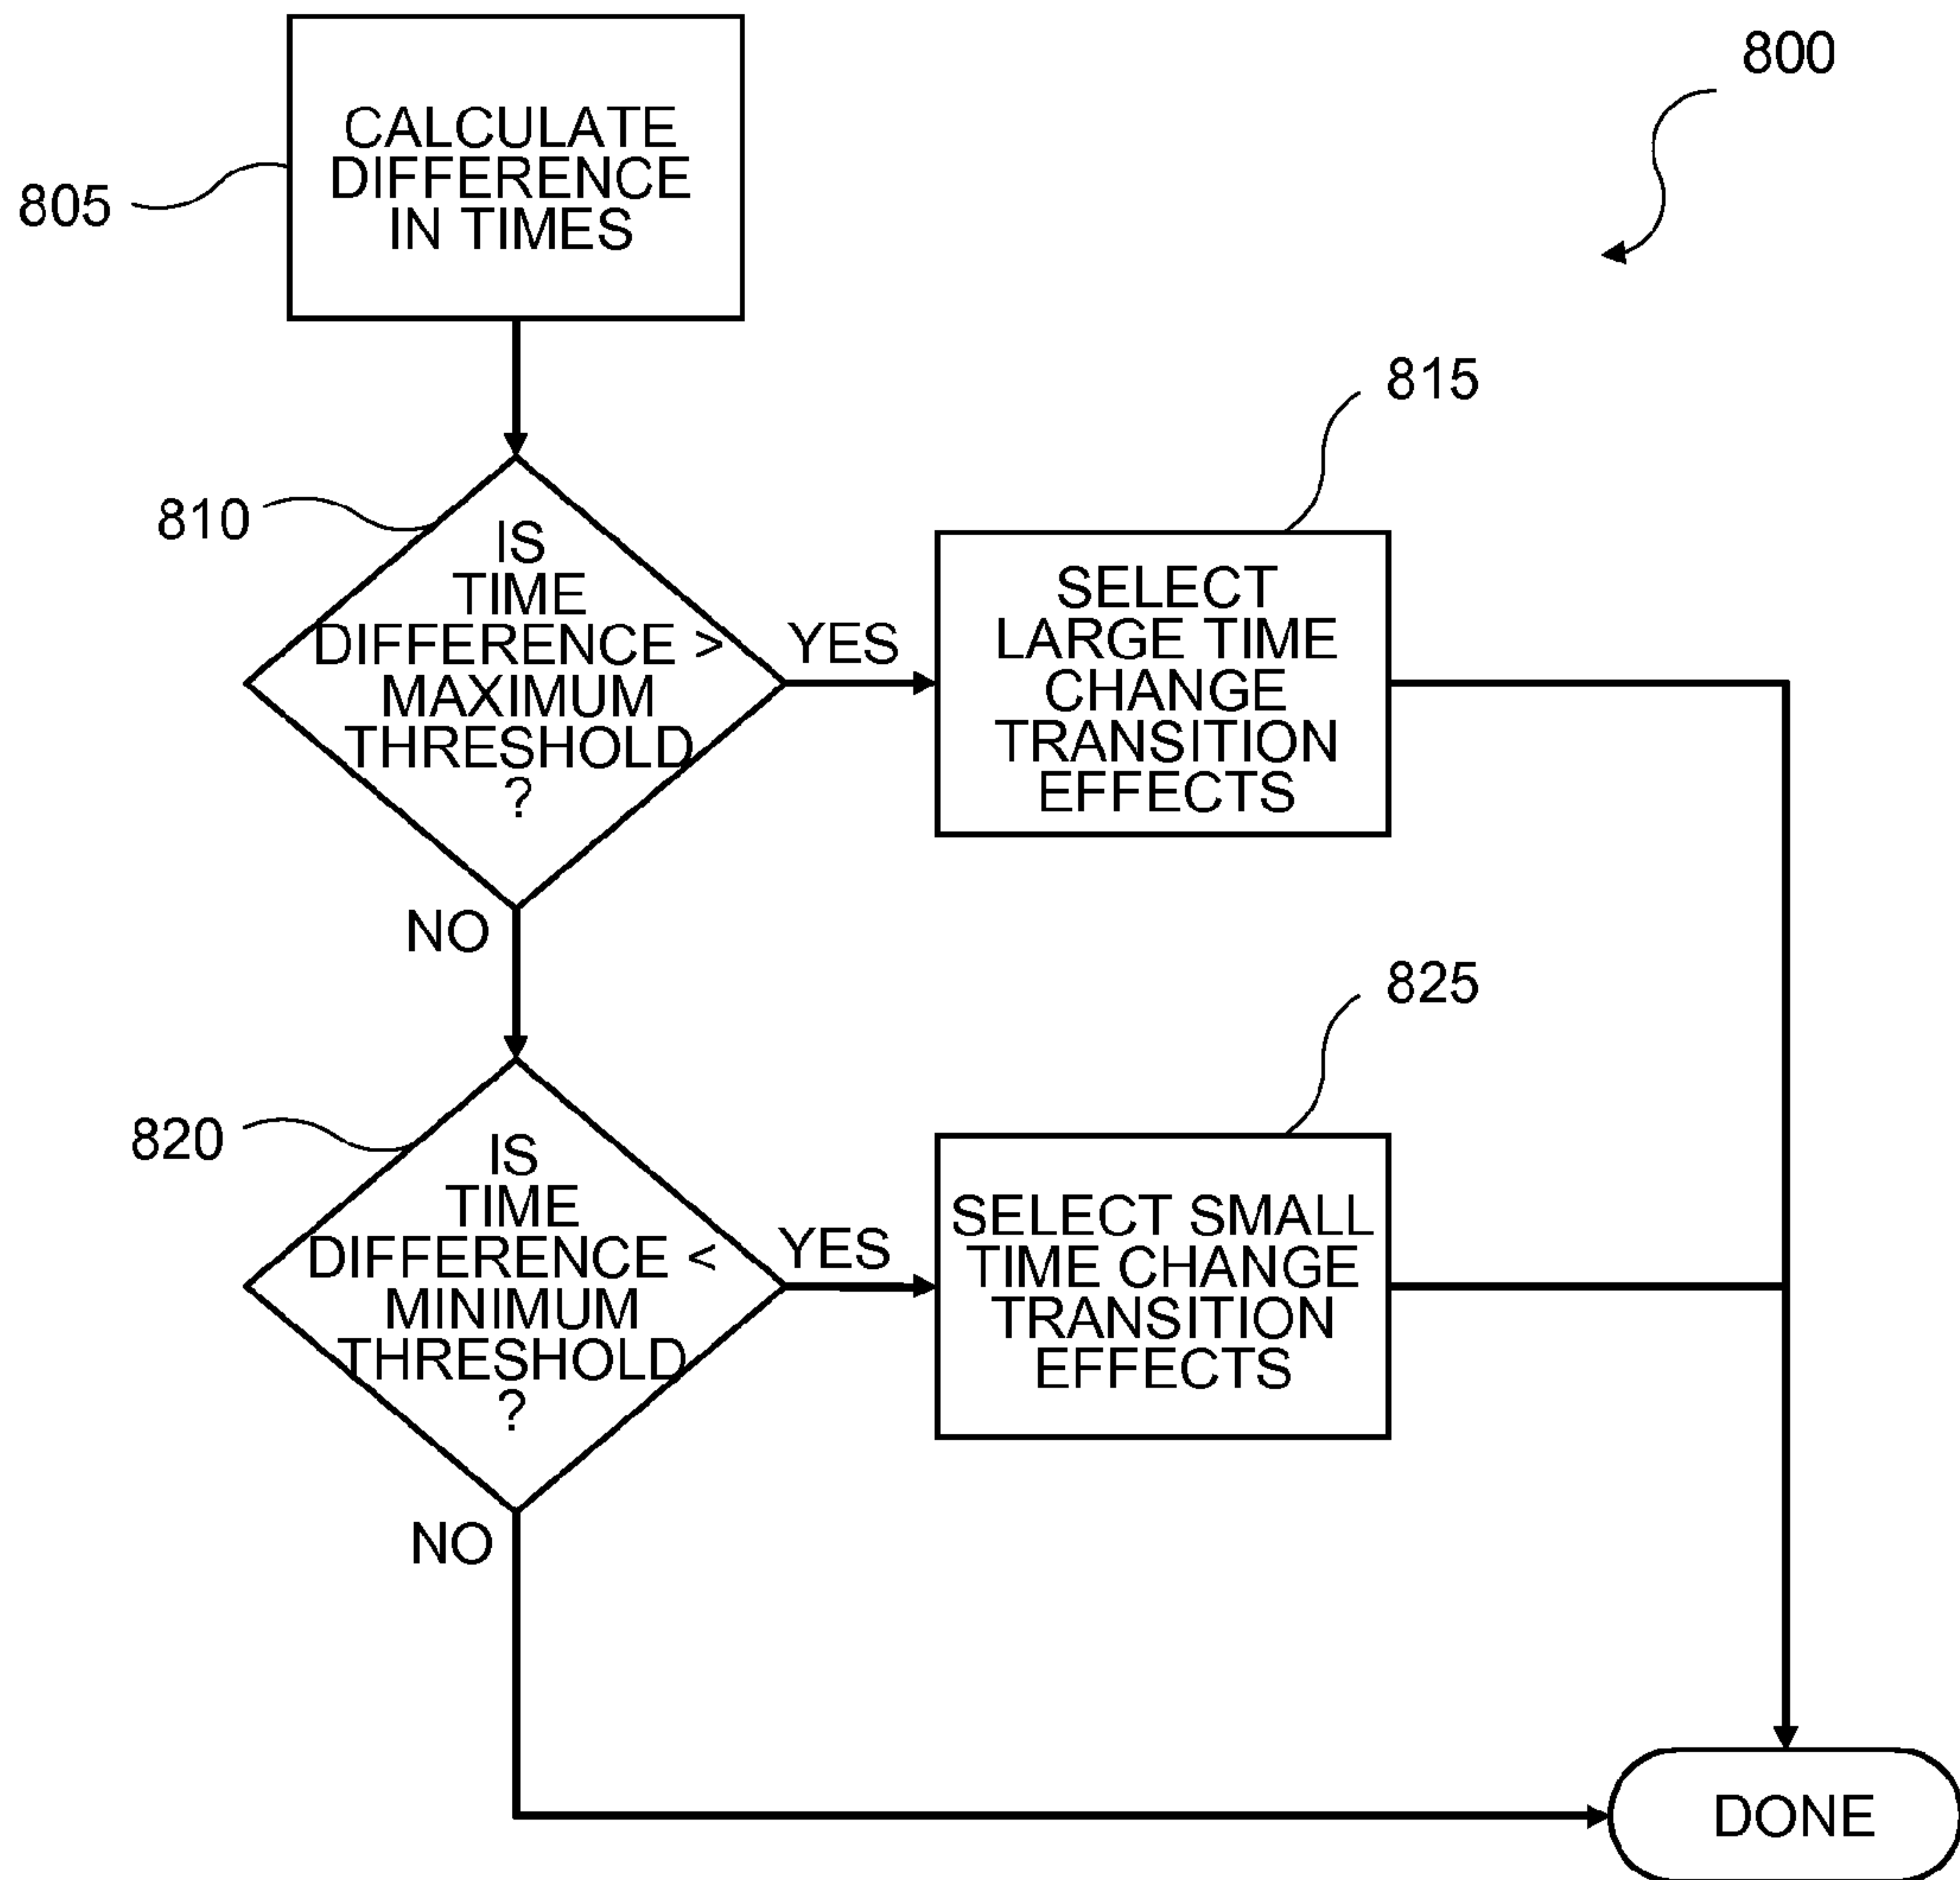 800
CALCULATE
DIFFERENCE
IN TIMES
805
815
810
IS
TIME
DIFFERENCE >
MAXIMUM
THRESHOLD
?
YES
SELECT
LARGE TIME
CHANGE
TRANSITION
EFFECTS
NO
825
820
IS
TIME
DIFFERENCE <
MINIMUM
THRESHOLD
?
YES
SELECT SMALL
TIME CHANGE
TRANSITION
EFFECTS
NO
DONE